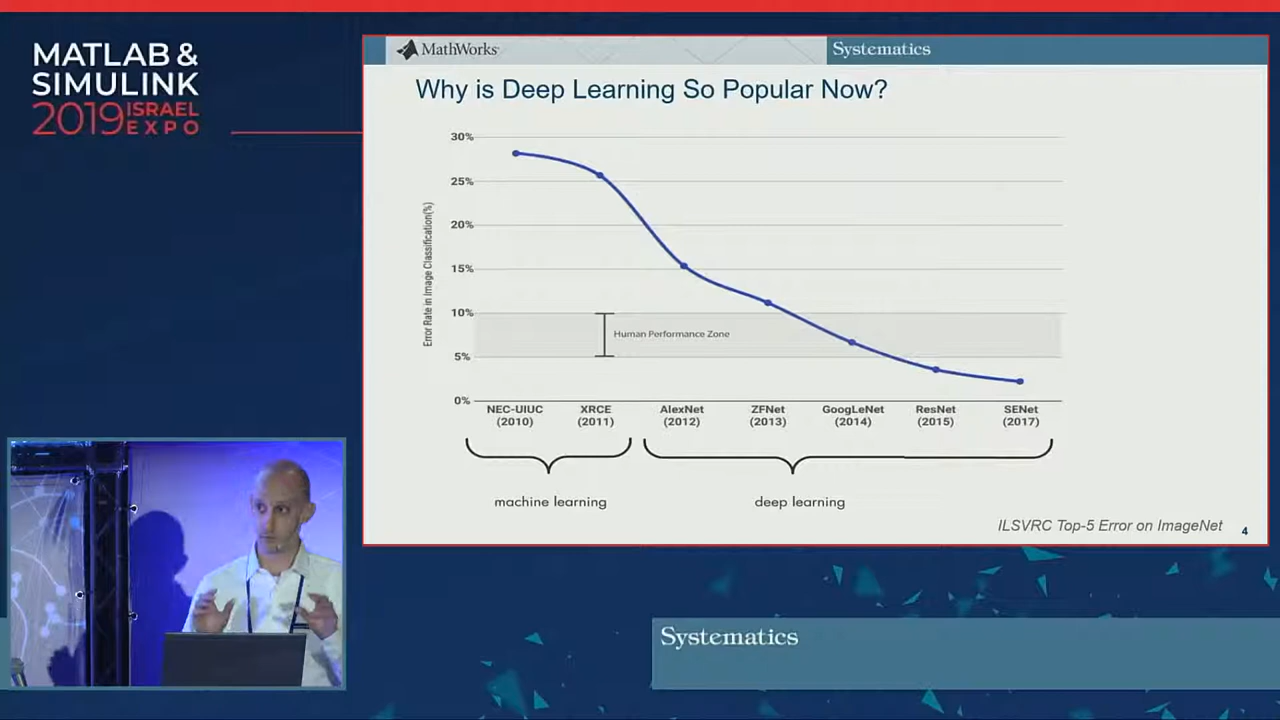 MATLAB &
SIMULINK
2019 ISRAEL EXPO
MathWorks
Systematics
Why is Deep Learning So Popular Now?
Error Rate in Image Classification(%)
30%
25%
20%
15%
10%
5%
0%
Human Performance Zone
NEC-UIUC (2010)
XRCE (2011)
AlexNet (2012)
ZFNet (2013)
GoogLeNet (2014)
ResNet (2015)
SENet (2017)
machine learning
deep learning
ILSVRC Top-5 Error on ImageNet
4
Systematics